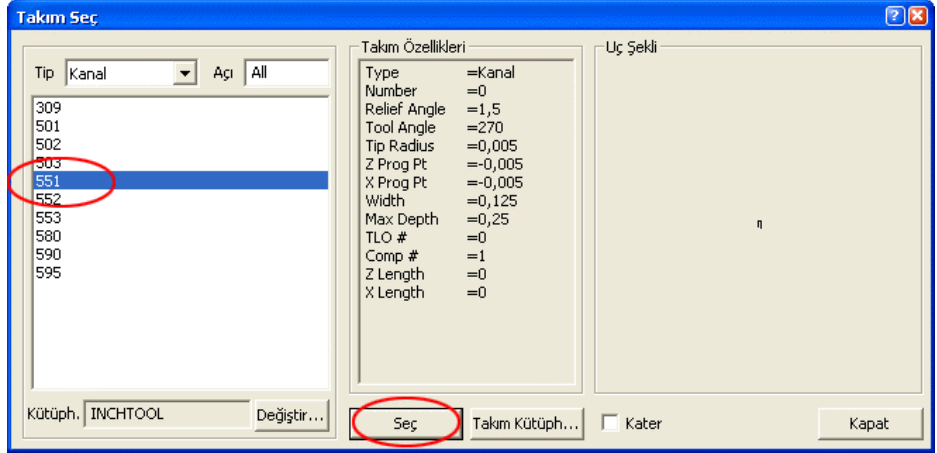 Takım Seç
Tip Kanal Açı All
309
501
502
503
551
552
553
580
590
595
Kütüph. INCHTOOL Değiştir...
Takım Özellikleri
Type =Kanal
Number =0
Relief Angle =1,5
Tool Angle =270
Tip Radius =0,005
Z Prog Pt =-0,005
X Prog Pt =-0,005
Width =0,125
Max Depth =0,25
TLO # =0
Comp # =1
Z Length =0
X Length =0
Uç Şekli
Seç Takım Kütüph... Kater Kapat